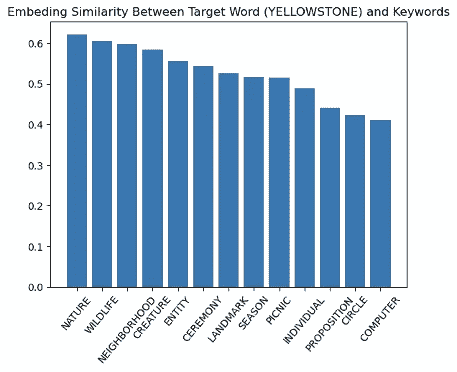 Embeding Similarity Between Target Word (YELLOWSTONE) and Keywords
0.6
0.5
0.4
0.3
0.2
0.1
0.0
NATURE
WILDLIFE
NEIGHBORHOOD
CREATURE
ENTITY
CEREMONY
LANDMARK
SEASON
PICNIC
INDIVIDUAL
PROPOSITION
CIRCLE
COMPUTER